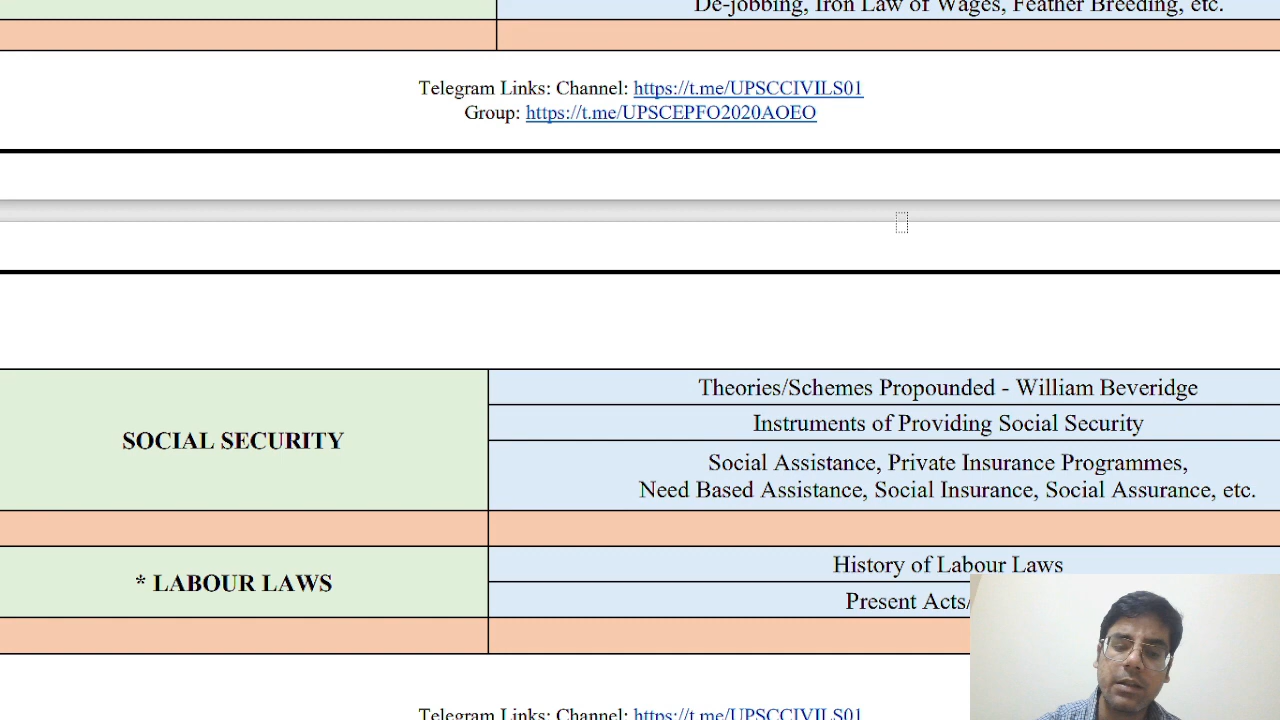 De-jobbing, Iron Law of Wages, Feather Breeding, etc.
Telegram Links: Channel: https://t.me/UPSCCIVILS01
Group: https://t.me/UPSCEPFO2020AOEO
SOCIAL SECURITY
Theories/Schemes Propounded - William Beveridge
Instruments of Providing Social Security
Social Assistance, Private Insurance Programmes,
Need Based Assistance, Social Insurance, Social Assurance, etc.
* LABOUR LAWS
History of Labour Laws
Present Acts/
Telegram Links: Channel: https://t.me/UPSCCIVILS01